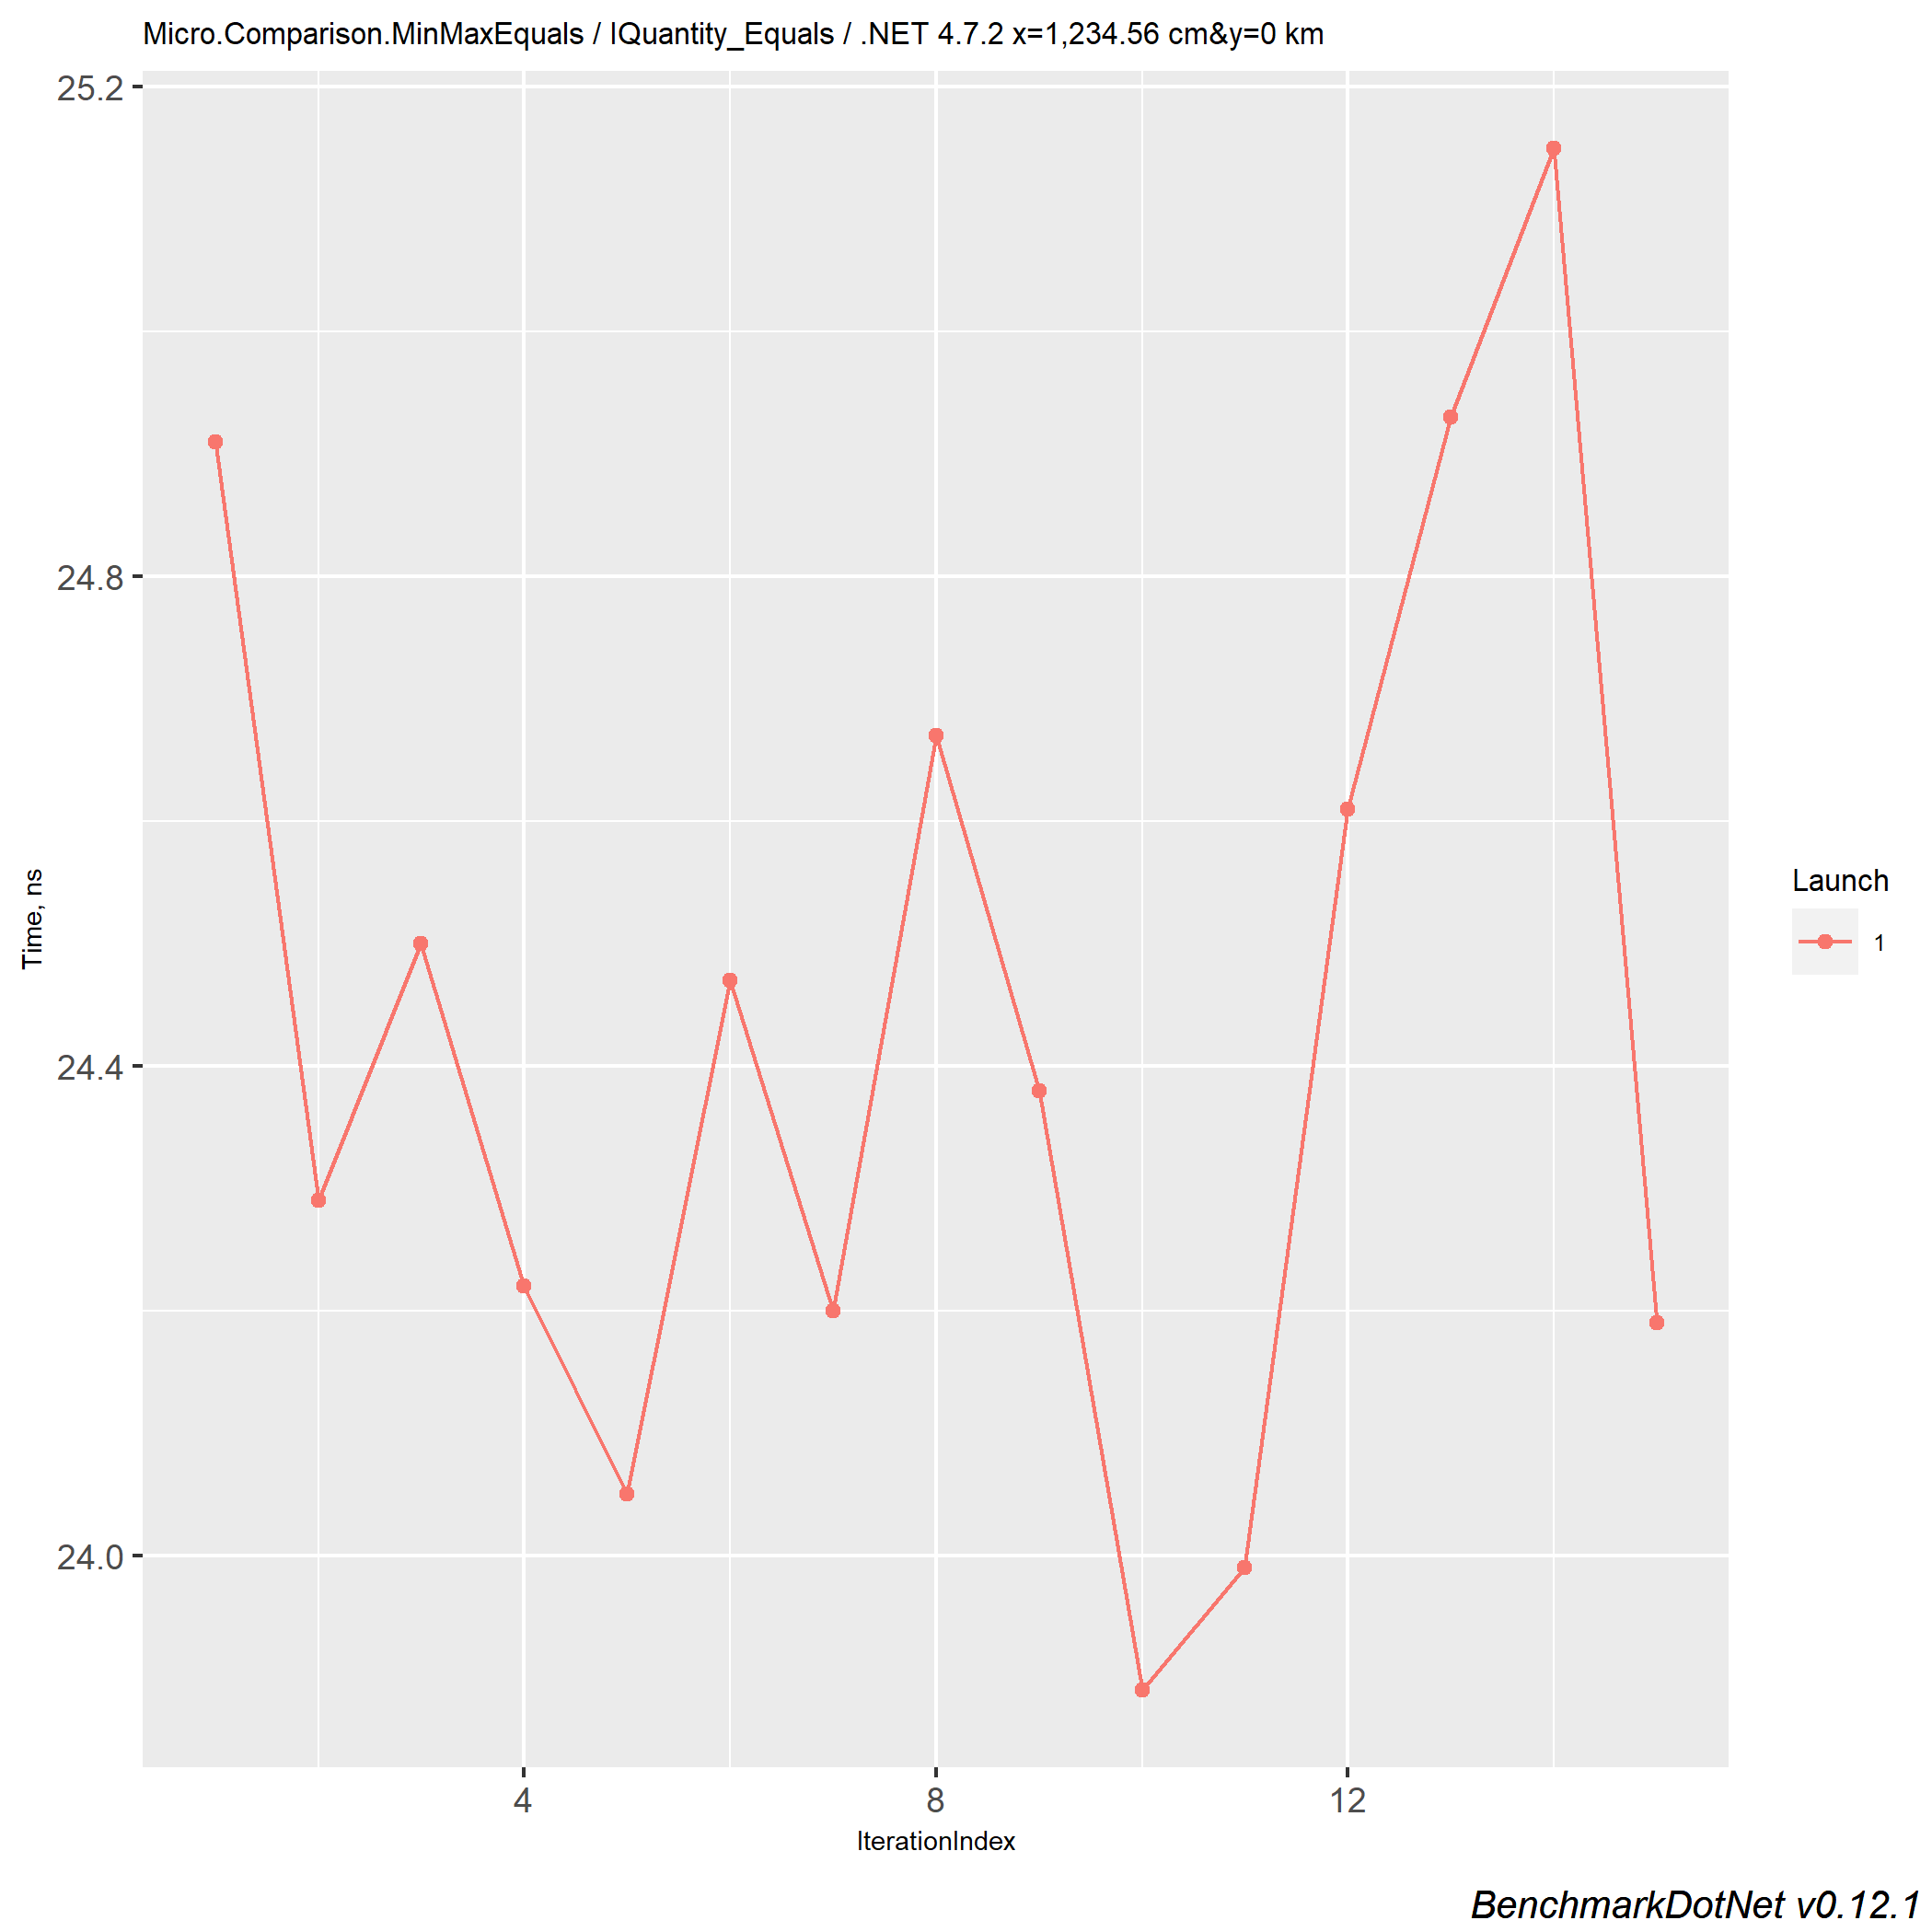 Micro.Comparison.MinMaxEquals / IQuantity_Equals / .NET 4.7.2 x=1,234.56 cm&y=0 km
25.2
24.8
24.4
24.0
Time, ns
4
8
12
IterationIndex
Launch
1
BenchmarkDotNet v0.12.1